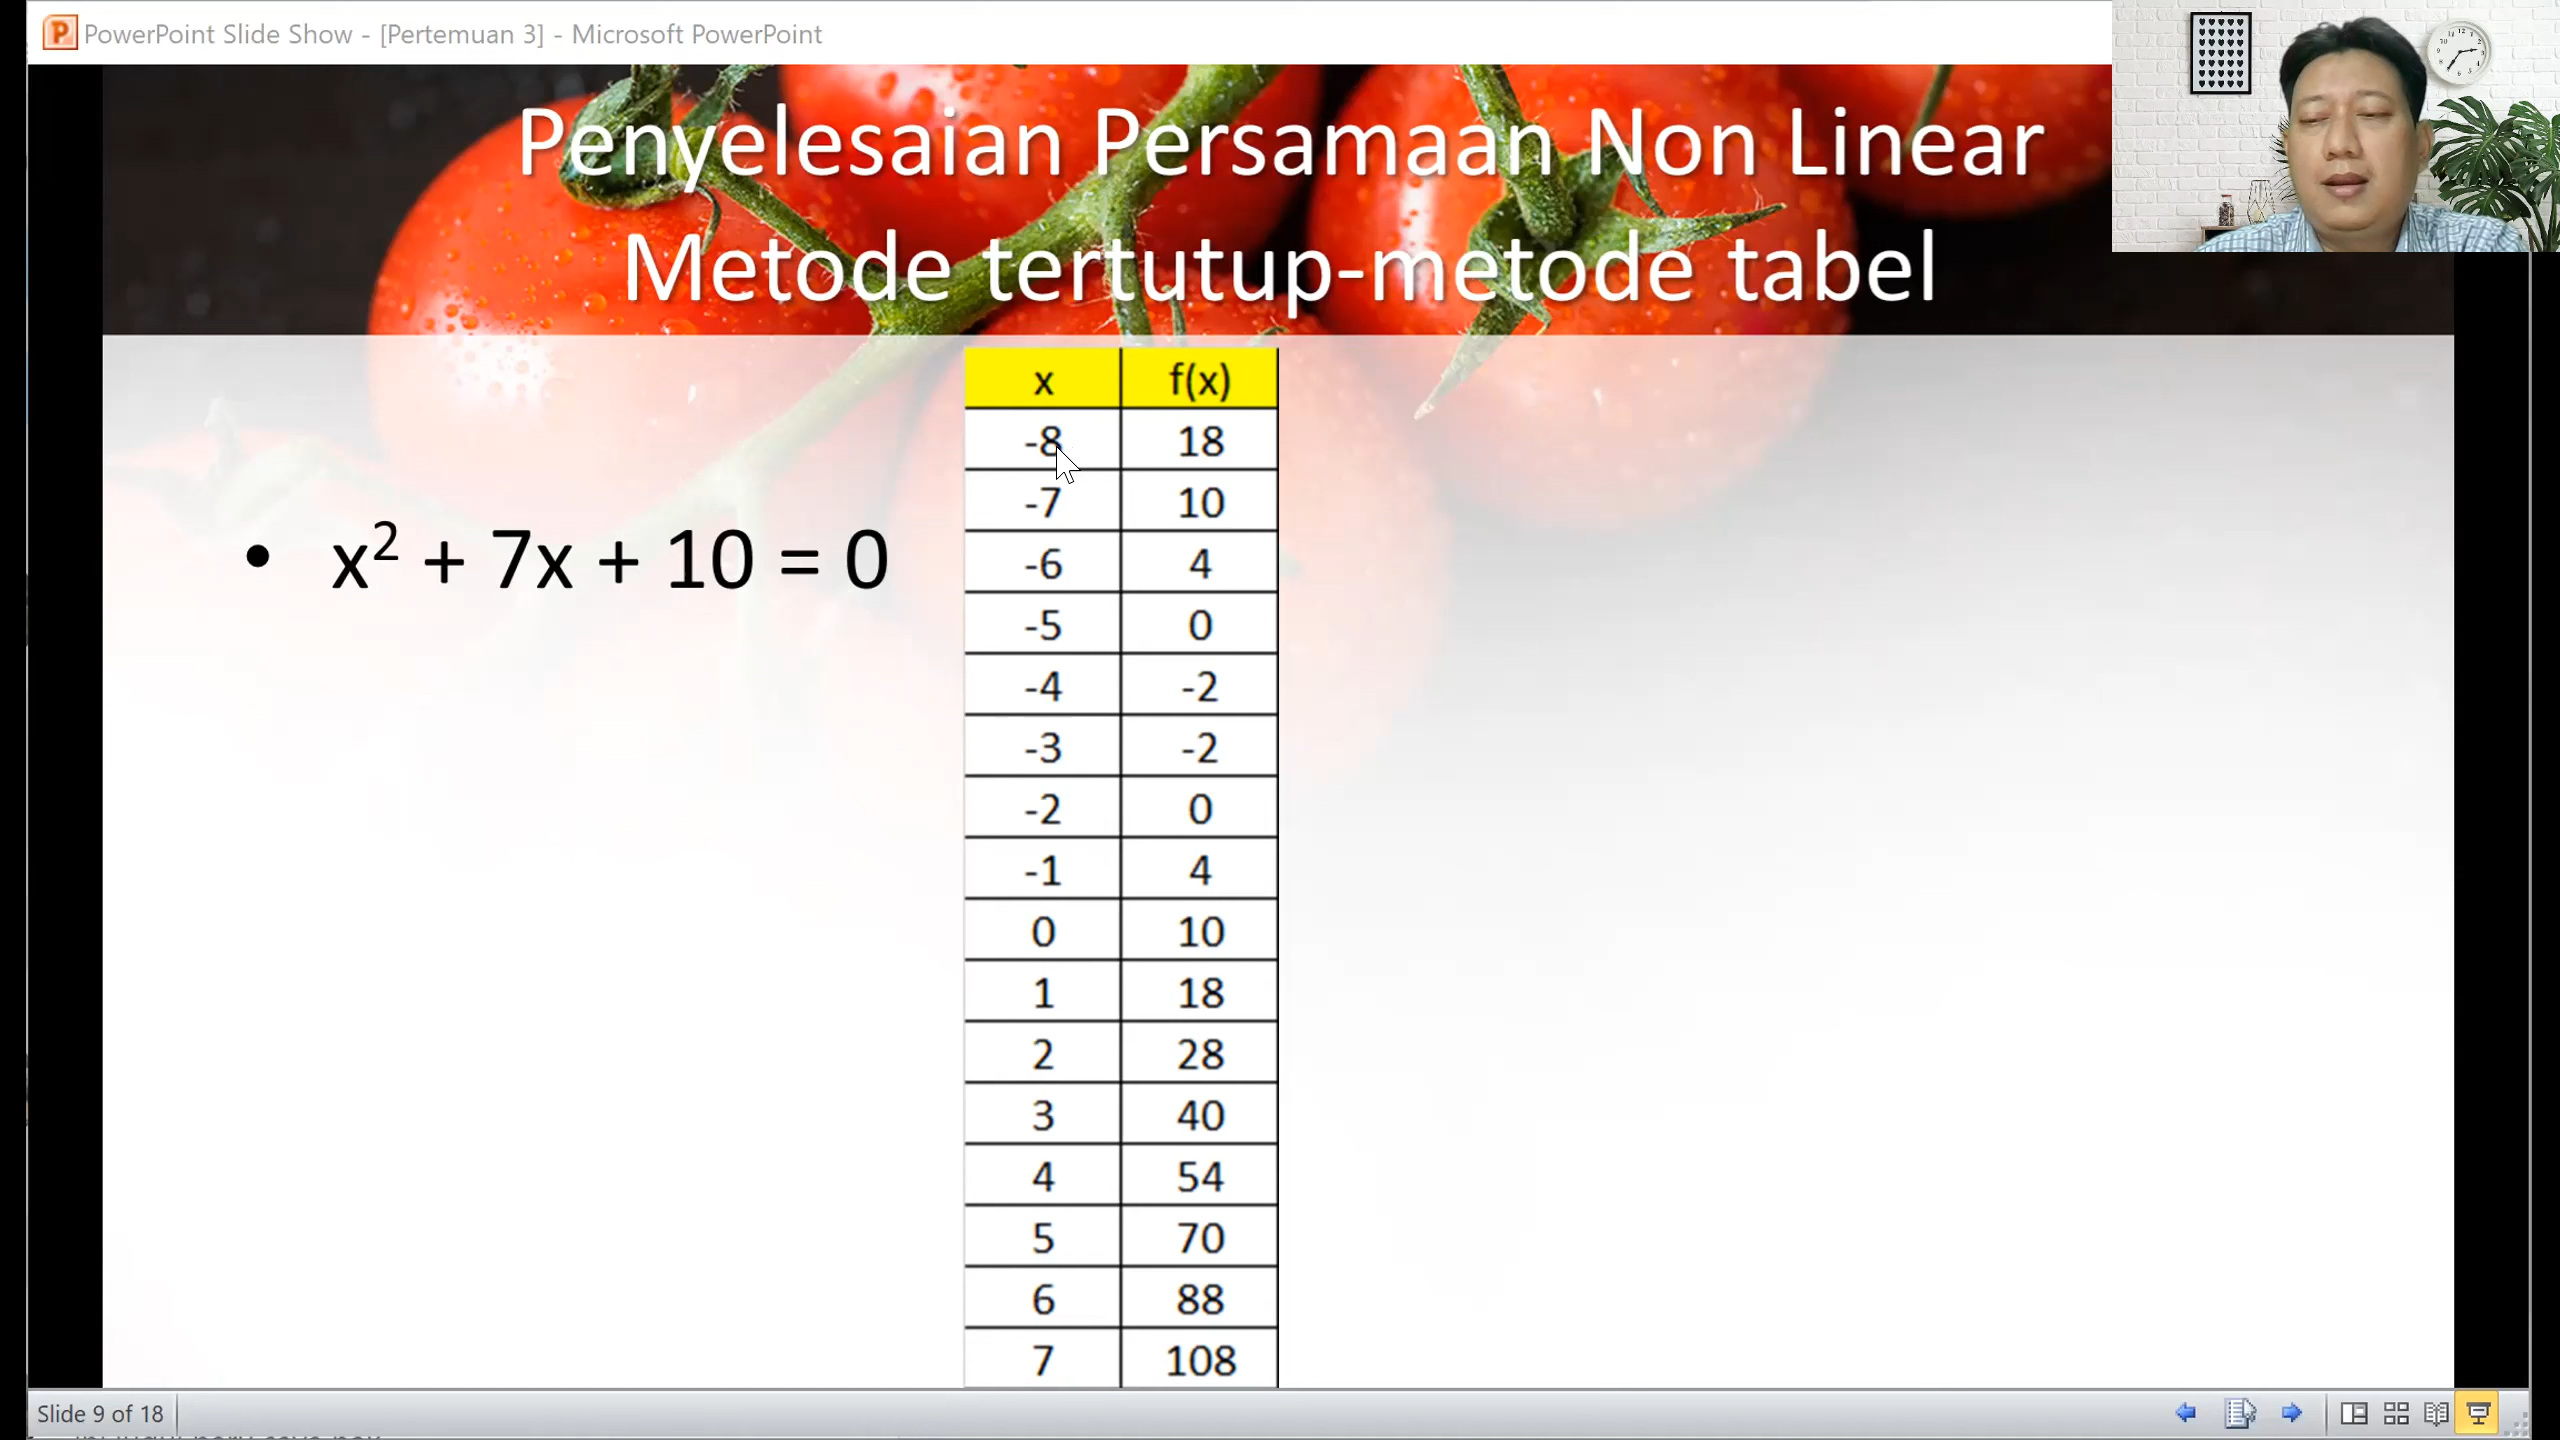 PowerPoint Slide Show - [Pertemuan 3] - Microsoft PowerPoint
Penyelesaian Persamaan Non Linear
Metode tertutup-metode tabel
• x² + 7x + 10 = 0
x f(x)
-8 18
-7 10
-6 4
-5 0
-4 -2
-3 -2
-2 0
-1 4
0 10
1 18
2 28
3 40
4 54
5 70
6 88
7 108
Slide 9 of 18